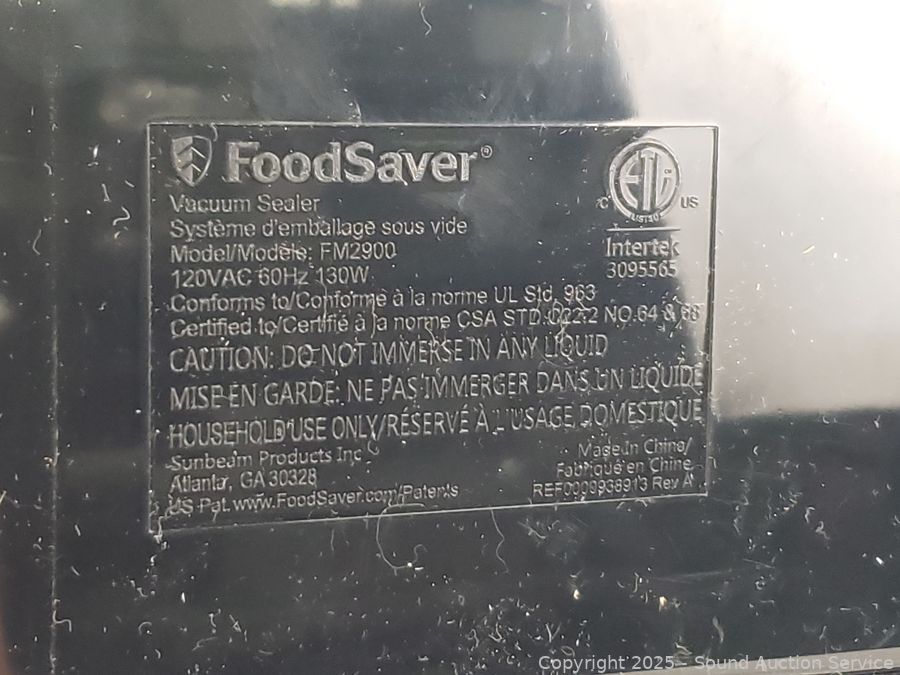 FoodSaver®
Vacuum Sealer
Système d'emballage sous vide
Model/Modèle: FM2900
120VAC 60Hz 130W
Conforms to/Conforme à la norme UL Std. 963
Certified to/Certifié à la norme CSA STD.C22.2 NO.64 & 68
CAUTION: DO NOT IMMERSE IN ANY LIQUID
MISE EN GARDE: NE PAS IMMERGER DANS UN LIQUIDE
HOUSEHOLD USE ONLY/RÉSERVÉ À L'USAGE DOMESTIQUE
Sunbeam Products Inc
Atlanta, GA 30328
US Pat. www.FoodSaver.com/Patents
ETL
LISTED
C US
Intertek
3095565
Made in China/
Fabriqué en Chine
Rev A
Copyright 2025 - Sound Auction Service